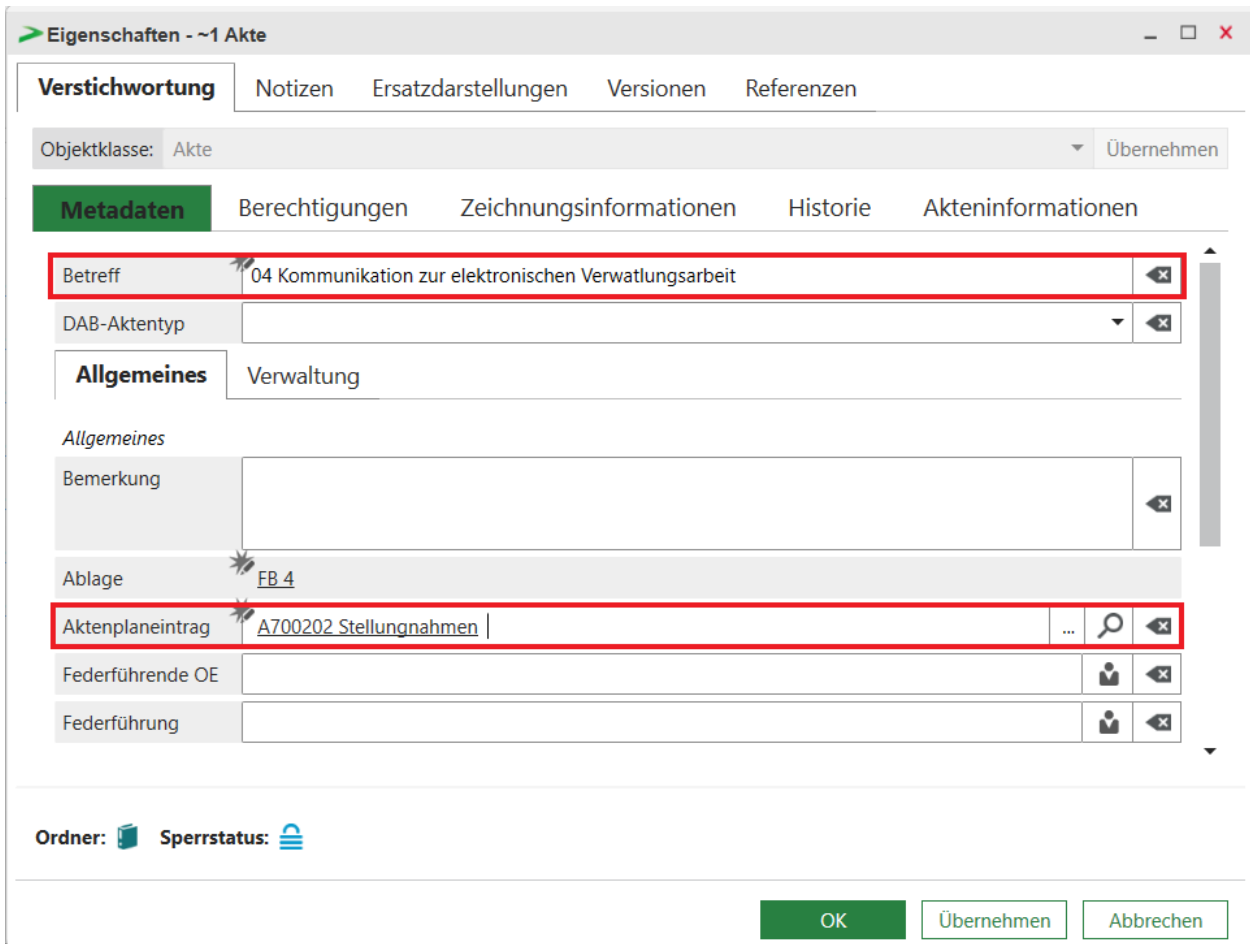 Eigenschaften - ~1 Akte
Verstichwortung Notizen Ersatzdarstellungen Versionen Referenzen
Objektklasse: Akte Übernehmen
Metadaten Berechtigungen Zeichnungsinformationen Historie Akteninformationen
Betreff 04 Kommunikation zur elektronischen Verwatlungsarbeit
DAB-Aktentyp
Allgemeines Verwaltung
Allgemeines
Bemerkung
Ablage FB 4
Aktenplaneintrag A700202 Stellungnahmen ...
Federführende OE
Federführung
Ordner: Sperrstatus:
OK Übernehmen Abbrechen